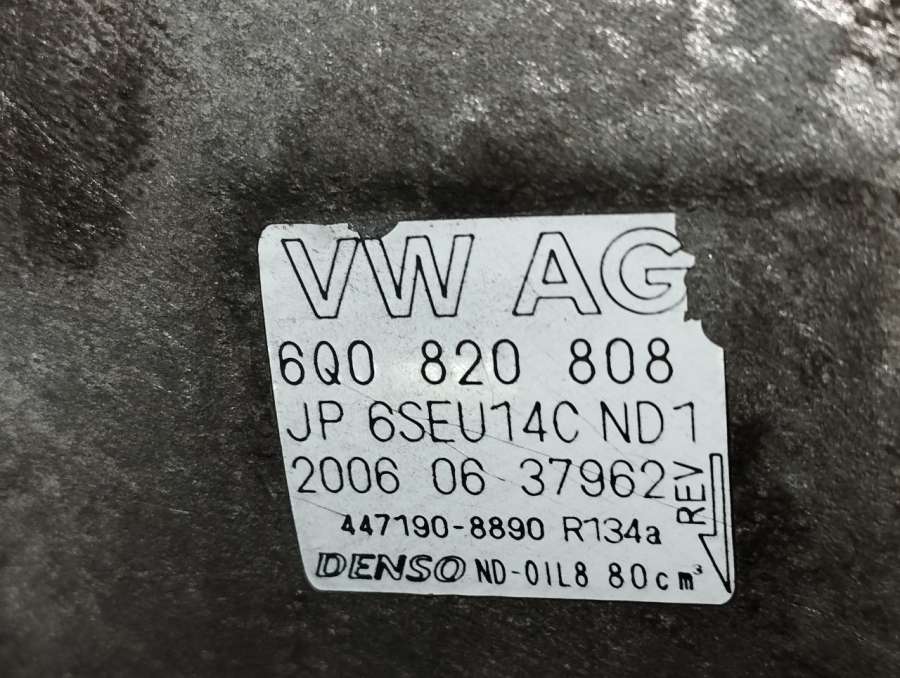 VW AG
6Q0 820 808
JP 6SEU14C ND1
2006 06 37962
REV
447190-8890 R134a
DENSO ND-OIL8 80cm³